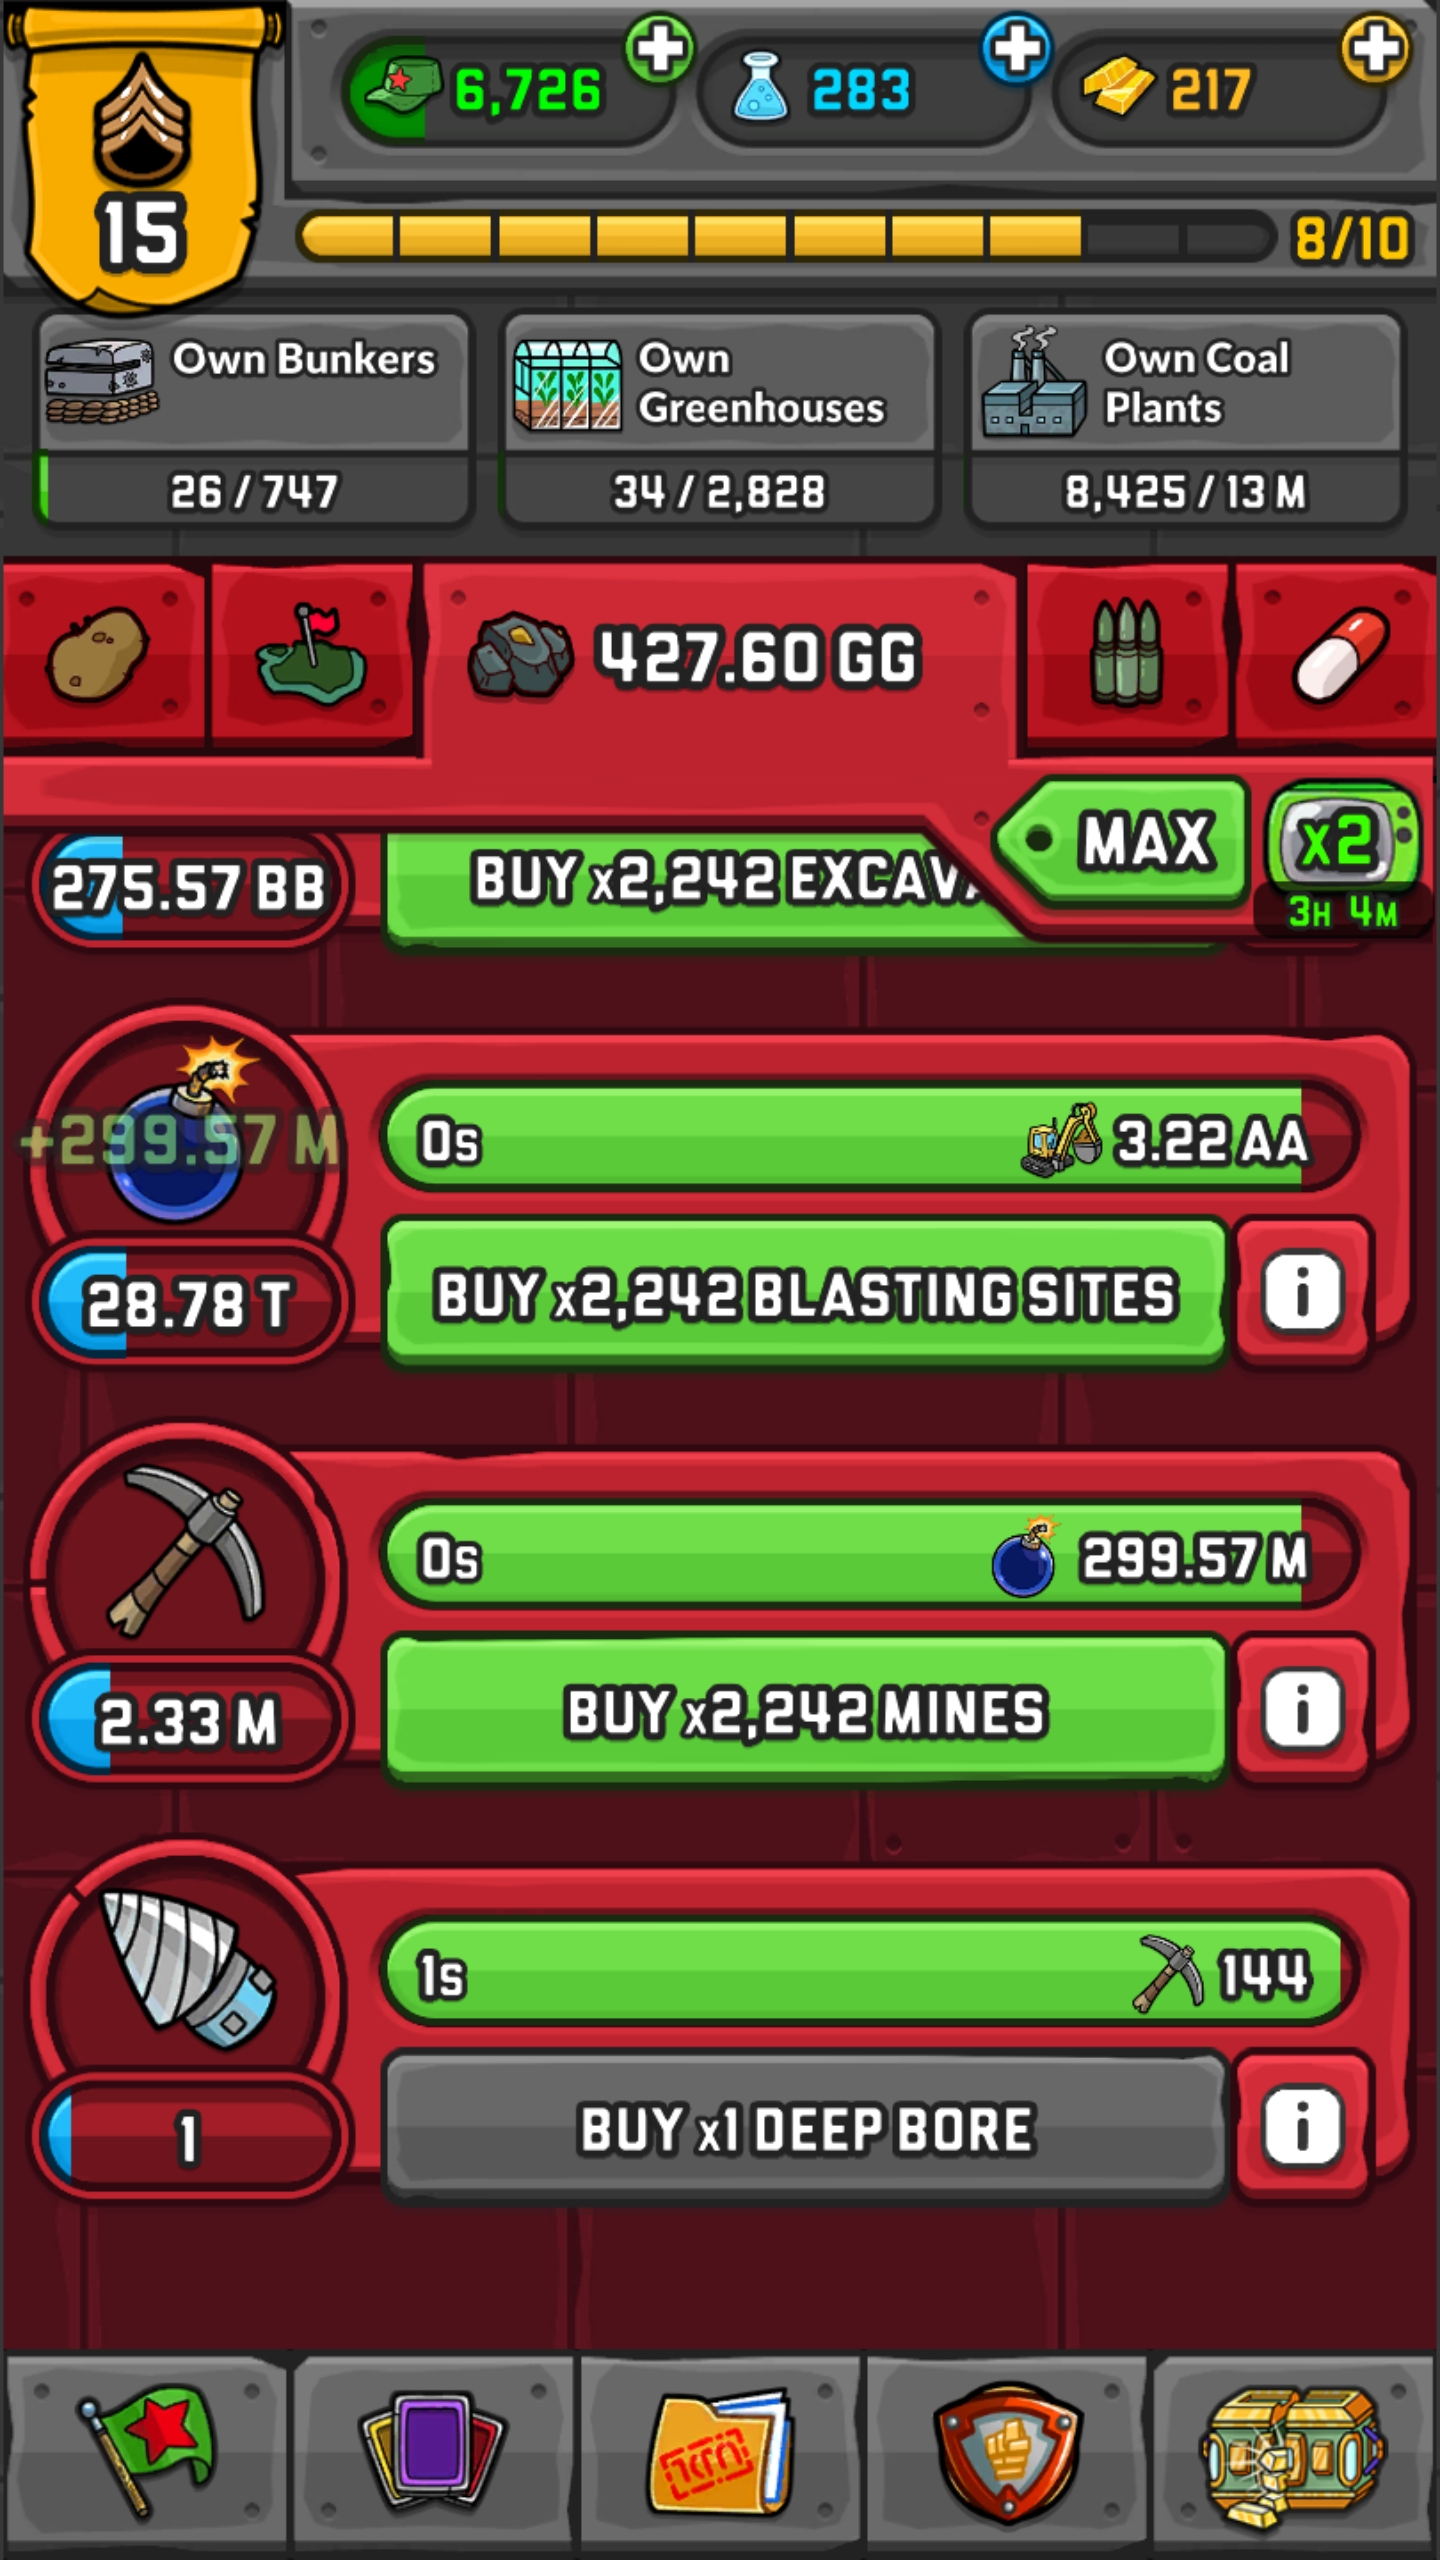 15
6,726
283
217
8/10
Own Bunkers
26 / 747
Own
Greenhouses
34 / 2,828
Own Coal
Plants
8,425 / 13 M
427.60 GG
MAX
x2
3H 4M
275.57 BB
BUY x2,242 EXCAV
+299.57 M
0s
3.22 AA
28.78 T
BUY x2,242 BLASTING SITES
i
0s
299.57 M
2.33 M
BUY x2,242 MINES
i
1s
144
1
BUY x1 DEEP BORE
i